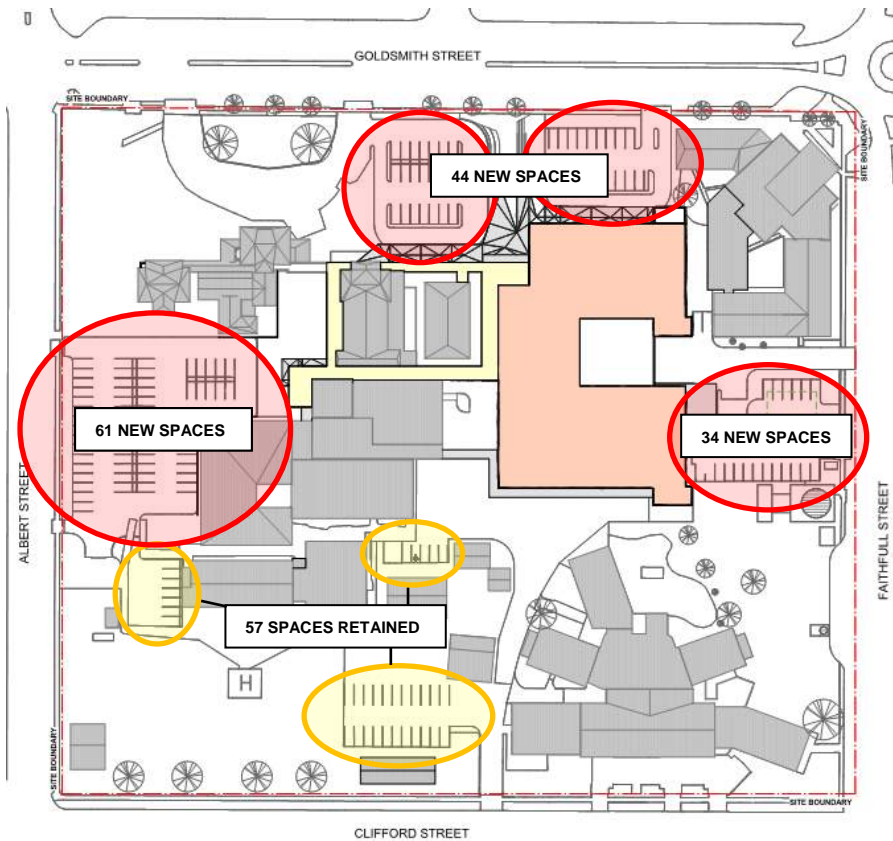 GOLDSMITH STREET
SITE BOUNDARY
SITE BOUNDARY
44 NEW SPACES
61 NEW SPACES
34 NEW SPACES
ALBERT STREET
FAITHFULL STREET
57 SPACES RETAINED
H
SITE BOUNDARY
SITE BOUNDARY
CLIFFORD STREET